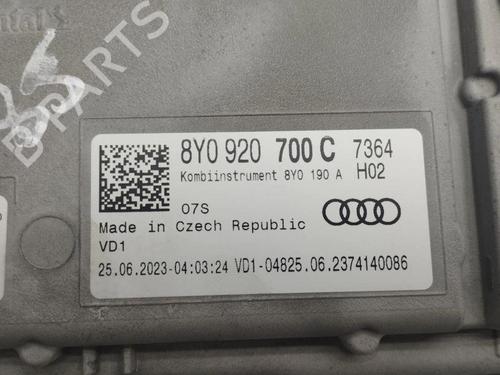 B PARTS
8Y0 920 700 C 7364
Kombiinstrument 8Y0 190 A H02
07S
Made in Czech Republic
VD1
25.06.2023-04:03:24 VD1-04825.06.2374140086